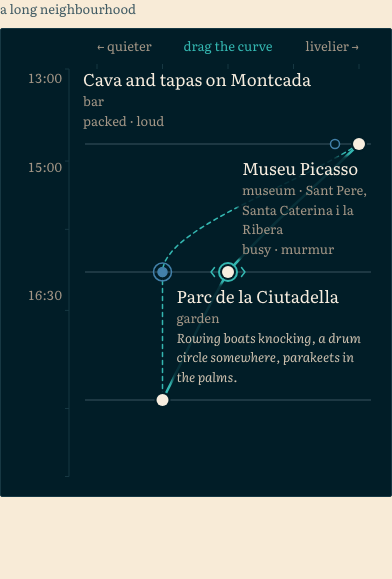 a long neighbourhood
← quieter
drag the curve
livelier →
13:00
Cava and tapas on Montcada
bar
packed · loud
15:00
Museu Picasso
museum · Sant Pere,
Santa Caterina i la
Ribera
busy · murmur
16:30
Parc de la Ciutadella
garden
Rowing boats knocking, a drum
circle somewhere, parakeets in
the palms.